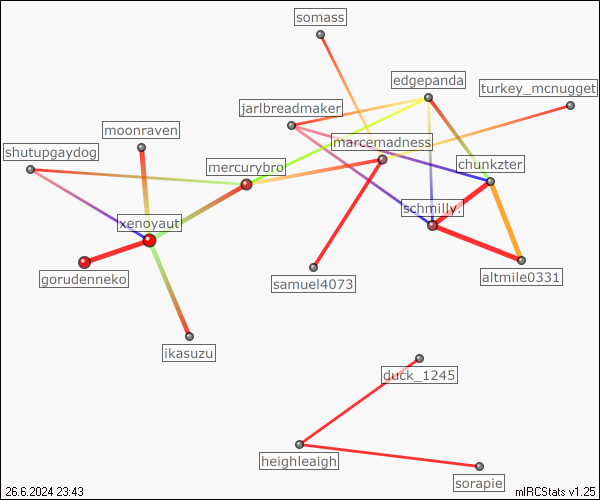 somass
edgepanda
turkey_mcnugget
jarlbreadmaker
moonraven
marcemadness
shutupgaydog
mercurybro
chunkzter
schmilly.
xenoyaut
gorudenneko
samuel4073
altmile0331
ikasuzu
duck_1245
heighleaigh
sorapie
26.6.2024 23:43
mIRCStats v1.25